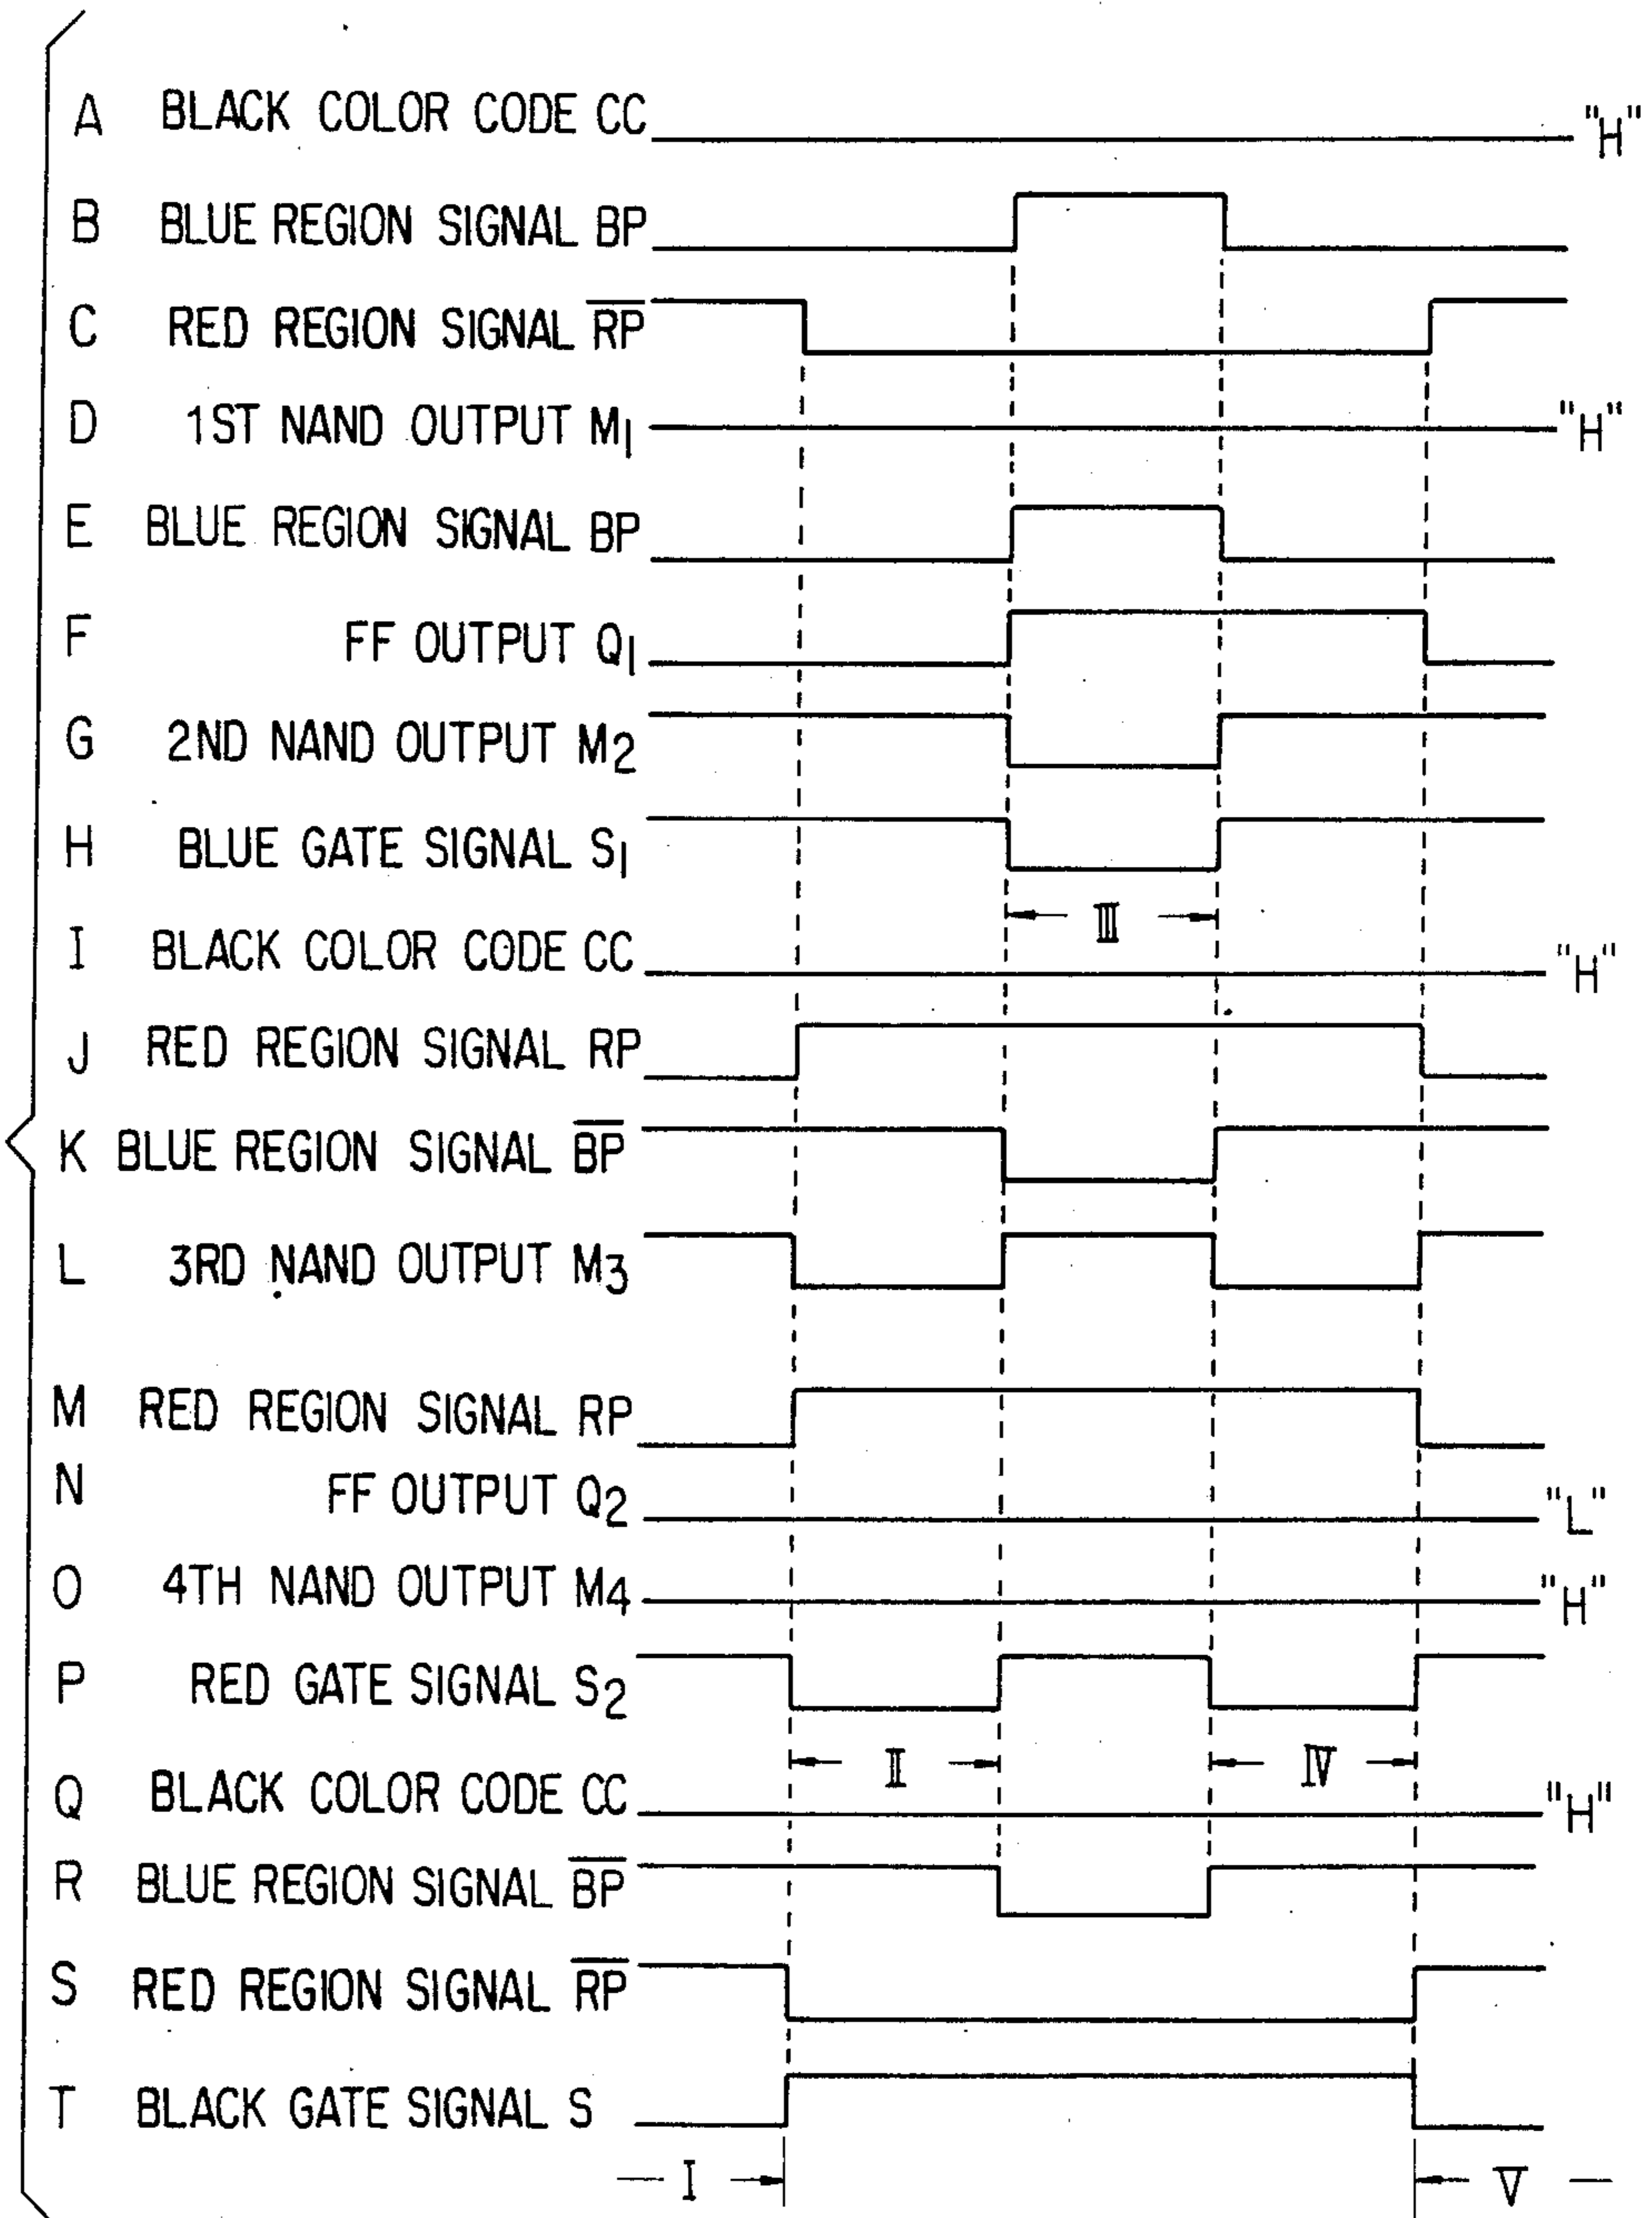 A BLACK COLOR CODE CC "H"
B BLUE REGION SIGNAL BP
C RED REGION SIGNAL R̅P̅
D 1ST NAND OUTPUT M1 "H"
E BLUE REGION SIGNAL BP
F FF OUTPUT Q1
G 2ND NAND OUTPUT M2
H BLUE GATE SIGNAL S1
III
I BLACK COLOR CODE CC "H"
J RED REGION SIGNAL RP
K BLUE REGION SIGNAL B̅P̅
L 3RD NAND OUTPUT M3
M RED REGION SIGNAL RP
N FF OUTPUT Q2 "L"
O 4TH NAND OUTPUT M4 "H"
P RED GATE SIGNAL S2
II IV
Q BLACK COLOR CODE CC "H"
R BLUE REGION SIGNAL B̅P̅
S RED REGION SIGNAL R̅P̅
T BLACK GATE SIGNAL S
I V